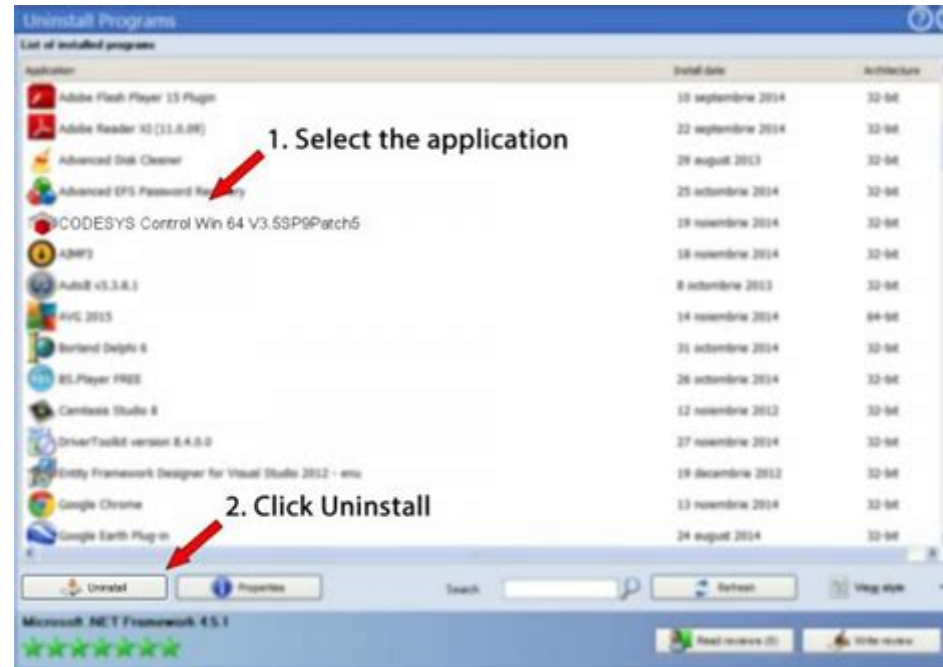 Uninstall Programs
List of installed programs
Application Install date Architecture
Adobe Flash Player 15 Plugin 10 septembrie 2014 32-bit
Adobe Reader XI (11.0.09) 22 septembrie 2014 32-bit
1. Select the application
Advanced Disk Cleaner 29 august 2013 32-bit
Advanced EFS Password Recovery 25 octombrie 2014 32-bit
CODESYS Control Win 64 V3.5SP9Patch5 19 noiembrie 2014 32-bit
AIMP3 18 noiembrie 2014 32-bit
AutoIt v3.3.8.1 8 octombrie 2013 32-bit
AVG 2015 14 noiembrie 2014 64-bit
Borland Delphi 6 31 octombrie 2014 32-bit
BS.Player FREE 26 octombrie 2014 32-bit
Camtasia Studio 8 12 noiembrie 2012 32-bit
DriverToolkit version 8.4.0.0 27 noiembrie 2014 32-bit
Entity Framework Designer for Visual Studio 2012 - enu 19 decembrie 2012 32-bit
Google Chrome 13 noiembrie 2014 32-bit
2. Click Uninstall
Google Earth Plug-in 24 august 2014 32-bit
Uninstall Properties Search Refresh View style
Microsoft .NET Framework 4.5.1
Read reviews (0) Write review